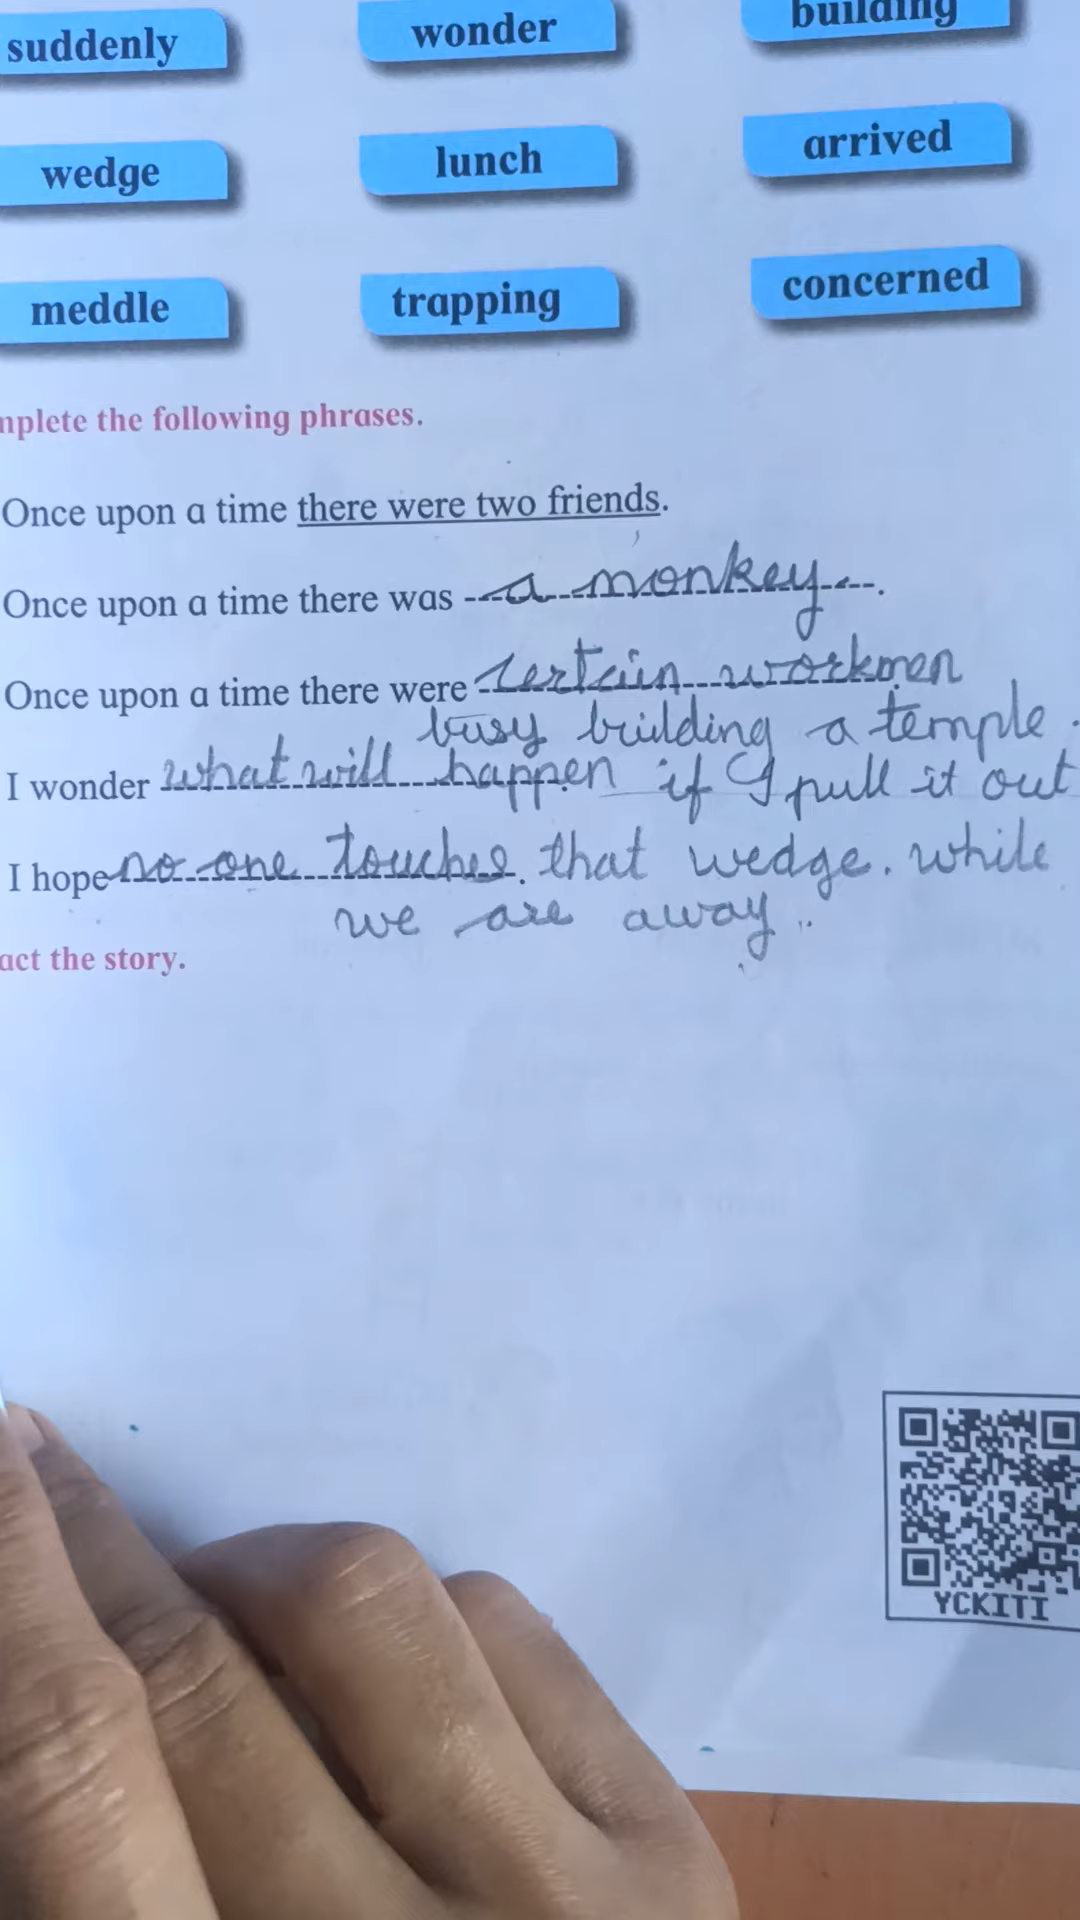 suddenly wonder building
wedge lunch arrived
meddle trapping concerned
mplete the following phrases.
Once upon a time there were two friends.
Once upon a time there was a monkey.
Once upon a time there were certain workmen
busy building a temple.
I wonder what will happen if I pull it out
I hope no one touches that wedge. while
we are away.
act the story.
YCKITI